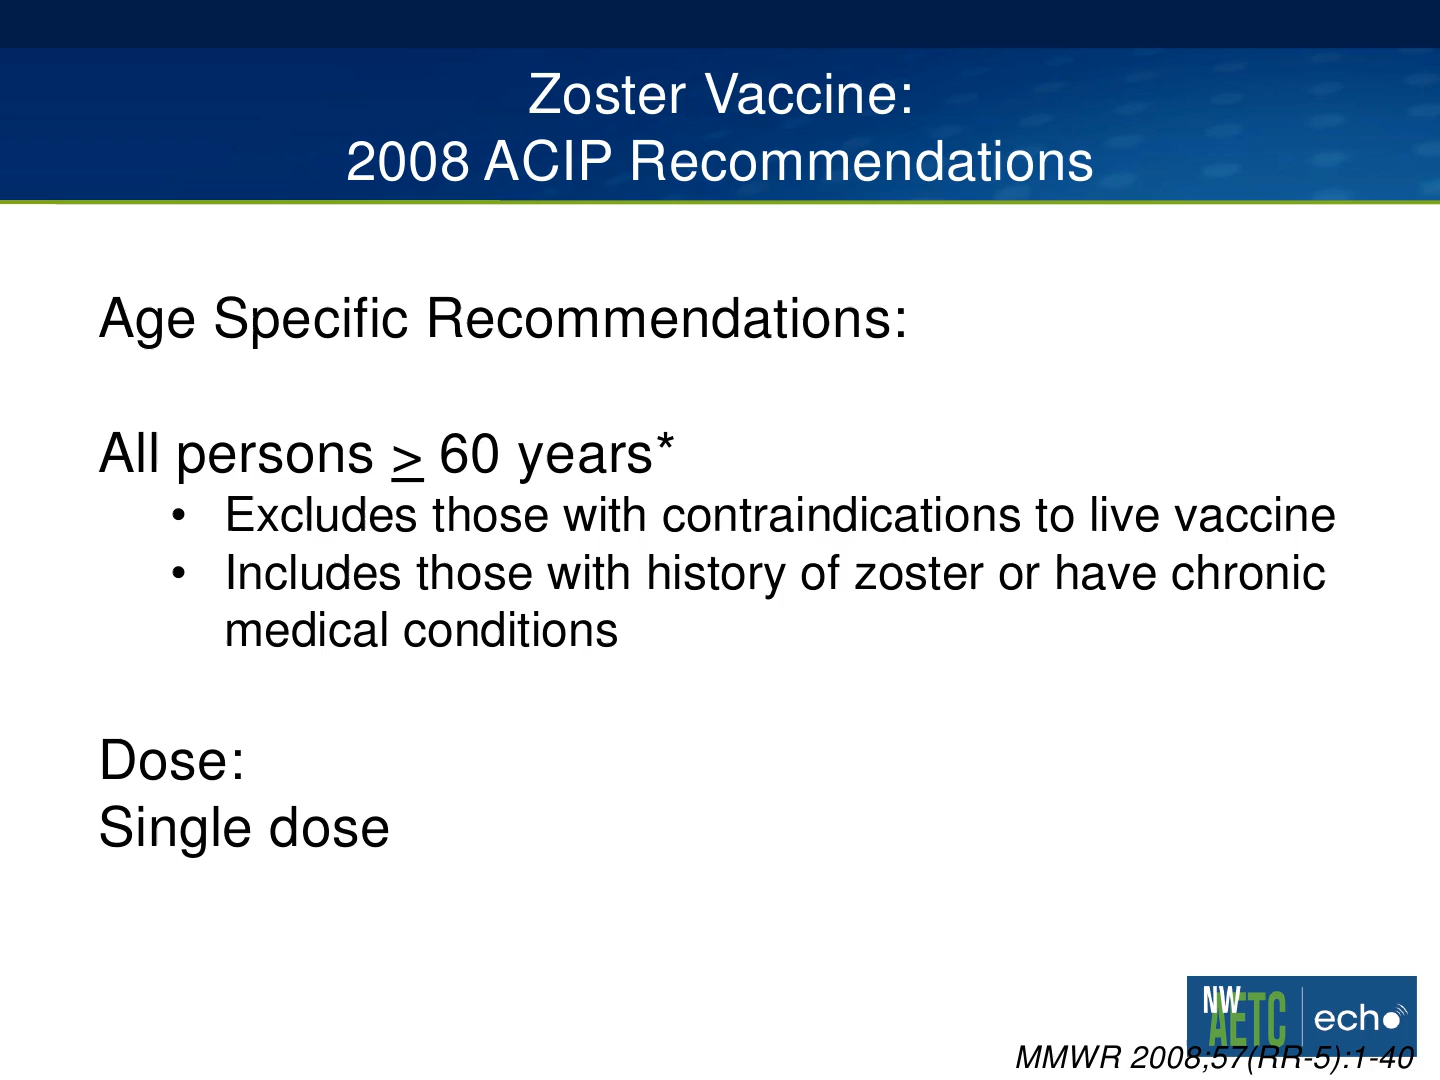 Zoster Vaccine:
2008 ACIP Recommendations
Age Specific Recommendations:
All persons > 60 years*
• Excludes those with contraindications to live vaccine
• Includes those with history of zoster or have chronic
medical conditions
Dose:
Single dose
NW AETC | echo
MMWR 2008;57(RR-5):1-40